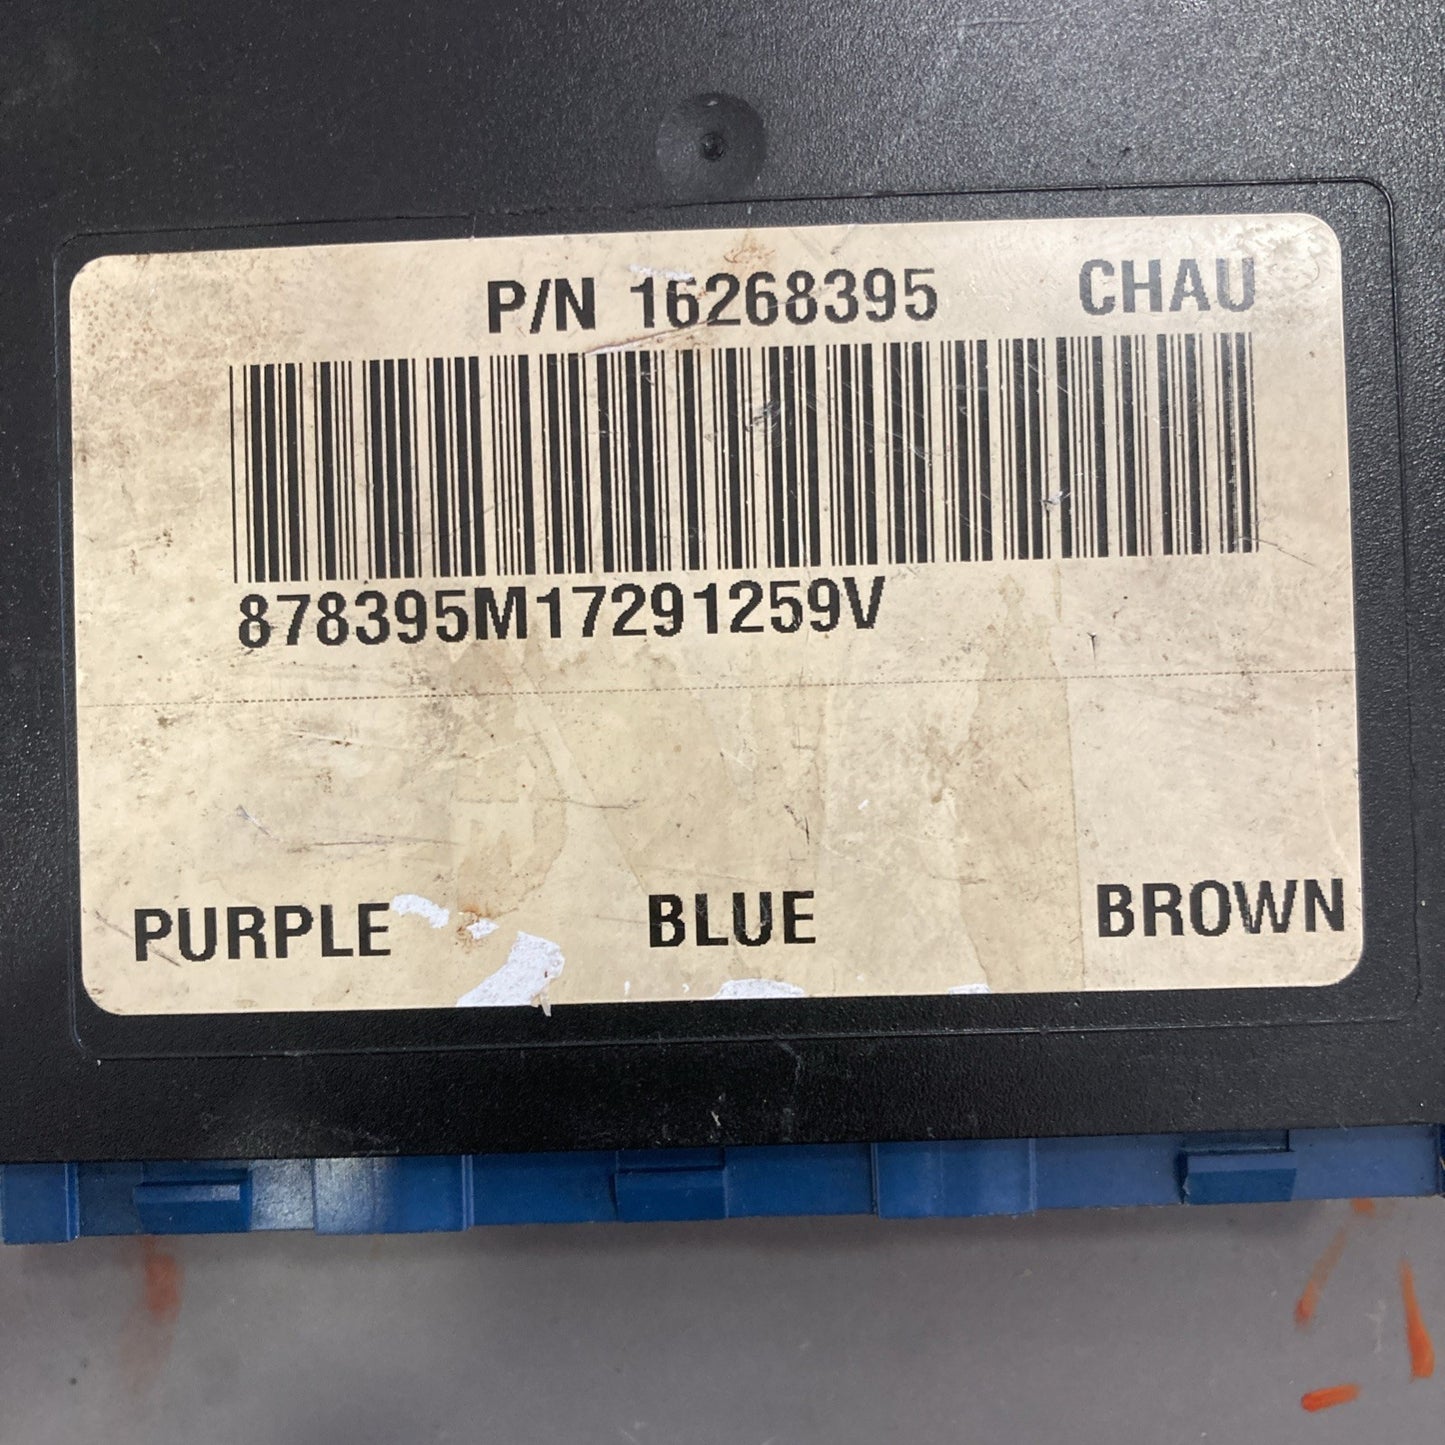 P/N 16268395 CHAU
878395M17291259V
PURPLE BLUE BROWN